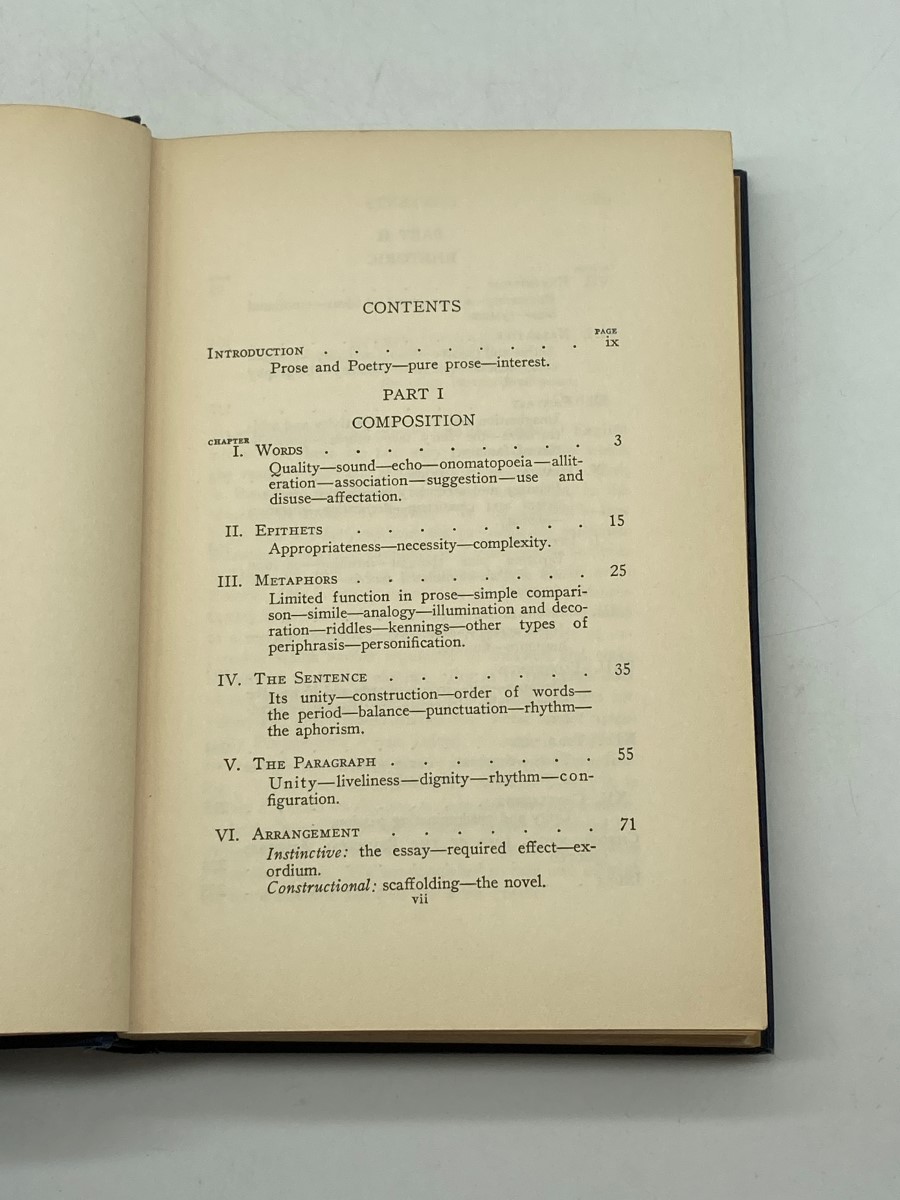 CONTENTS
PAGE
INTRODUCTION . . . . . . . . . ix
Prose and Poetry—pure prose—interest.
PART I
COMPOSITION
CHAPTER
I. WORDS . . . . . . . . . 3
Quality—sound—echo—onomatopoeia—allit-
eration—association—suggestion—use and
disuse—affectation.
II. EPITHETS . . . . . . . . 15
Appropriateness—necessity—complexity.
III. METAPHORS . . . . . . . . 25
Limited function in prose—simple compari-
son—simile—analogy—illumination and deco-
ration—riddles—kennings—other types of
periphrasis—personification.
IV. THE SENTENCE . . . . . . . 35
Its unity—construction—order of words—
the period—balance—punctuation—rhythm—
the aphorism.
V. THE PARAGRAPH . . . . . . . 55
Unity—liveliness—dignity—rhythm—con-
figuration.
VI. ARRANGEMENT . . . . . . . 71
Instinctive: the essay—required effect—ex-
ordium.
Constructional: scaffolding—the novel.
vii